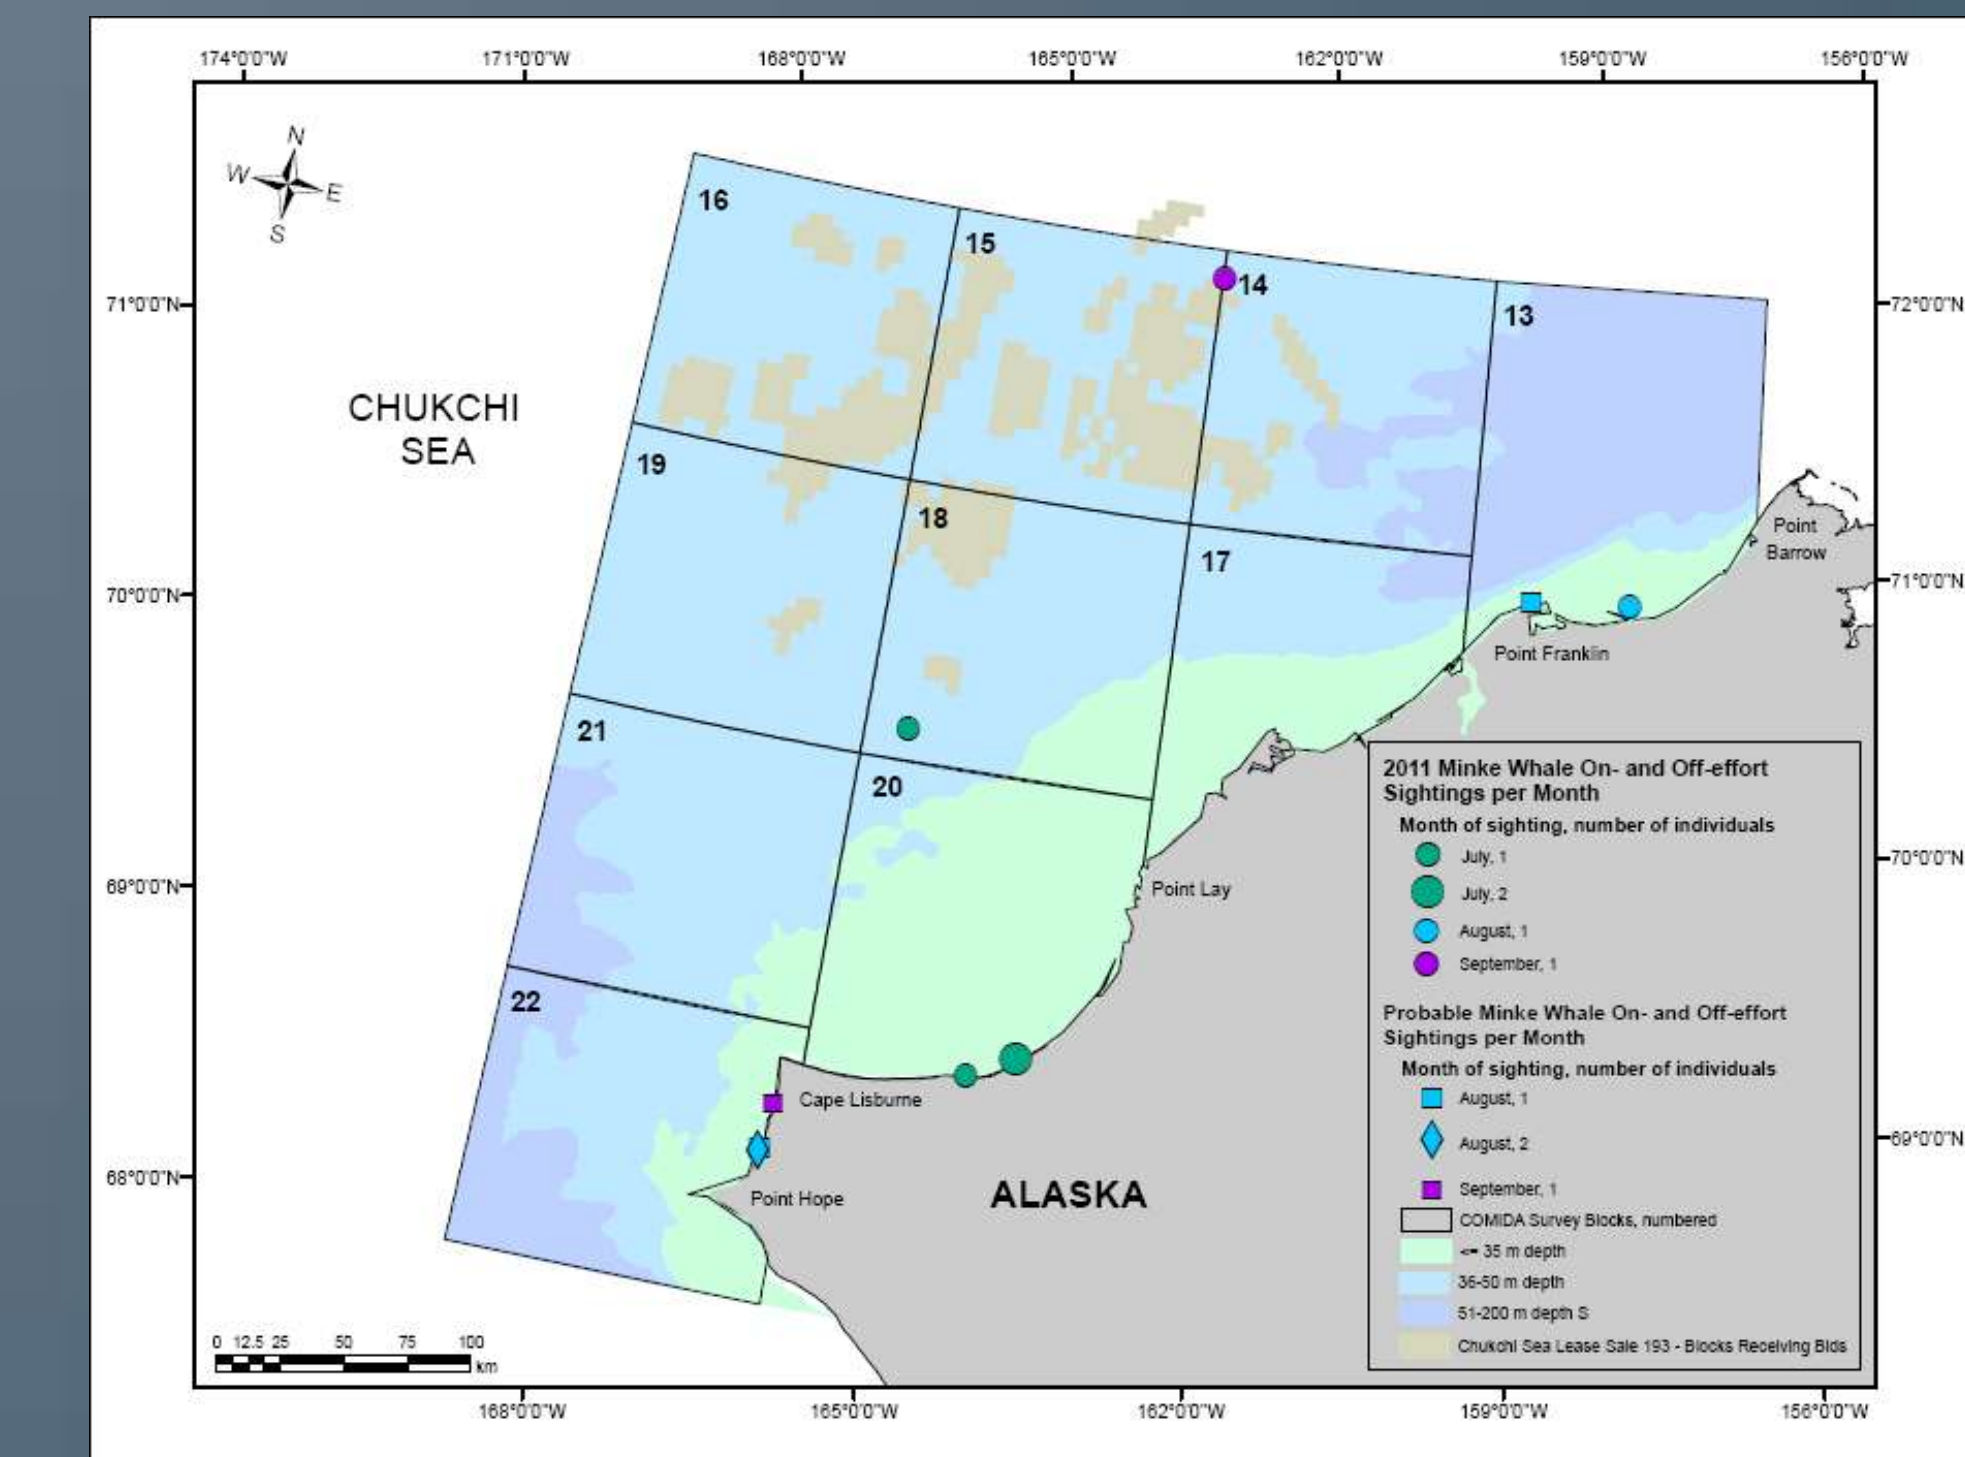 174°0'0"W 171°0'0"W 168°0'0"W 165°0'0"W 162°0'0"W 159°0'0"W 156°0'0"W
N
W E
S
16
15
14
13
71°0'0"N
72°0'0"N
CHUKCHI
SEA
19
18
17
Point
Barrow
70°0'0"N
71°0'0"N
Point Franklin
21
20
69°0'0"N
70°0'0"N
Point Lay
22
Cape Lisburne
69°0'0"N
68°0'0"N
Point Hope
ALASKA
2011 Minke Whale On- and Off-effort
Sightings per Month
Month of sighting, number of individuals
July, 1
July, 2
August, 1
September, 1
Probable Minke Whale On- and Off-effort
Sightings per Month
Month of sighting, number of individuals
August, 1
August, 2
September, 1
COMIDA Survey Blocks, numbered
<= 35 m depth
36-50 m depth
51-200 m depth S
Chukchi Sea Lease Sale 193 - Blocks Receiving Bids
0 12.5 25 50 75 100
km
168°0'0"W 165°0'0"W 162°0'0"W 159°0'0"W 156°0'0"W